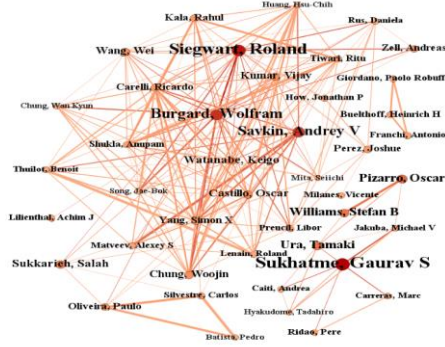 Huang, Hsu-Chih
Kala, Rahul
Rus, Daniela
Wang, Wei
Siegwart, Roland
Zell, Andreas
Tiwari, Ritu
Kumar, Vijay
Giordano, Paolo Robuff
Carelli, Ricardo
How, Jonathan P
Chung, Wan Kyun
Burgard, Wolfram
Buelthoff, Heinrich H
Savkin, Andrey V
Shukla, Anupam
Franchi, Antonio
Perez, Joshue
Watanabe, Keigo
Thuilot, Benoit
Mita, Seiichi
Pizarro, Oscar
Song, Jae-Bok
Castillo, Oscar
Milanes, Vicente
Williams, Stefan B
Lilienthal, Achim J
Yang, Simon X
Preucil, Libor
Jakuba, Michael V
Matveev, Alexey S
Ura, Tamaki
Lenain, Roland
Sukkarieh, Salah
Sukhatme, Gaurav S
Chung, Woojin
Caiti, Andrea
Silvestre, Carlos
Carreras, Marc
Oliveira, Paulo
Hyakudome, Tadahiro
Ridao, Pere
Batista, Pedro